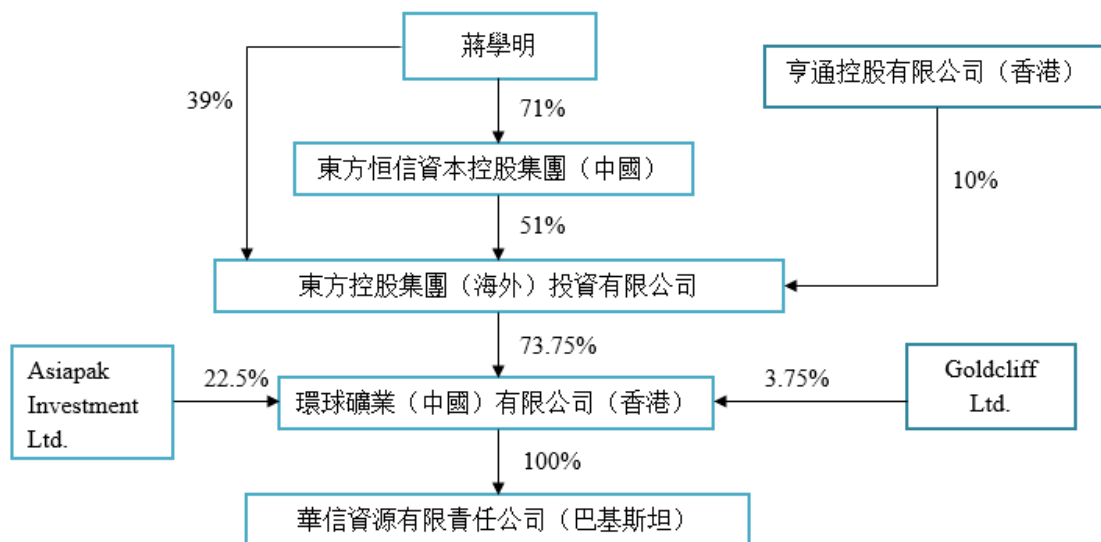 蔣學明
亨通控股有限公司（香港）
39%
71%
東方恒信資本控股集團（中國）
10%
51%
東方控股集團（海外）投資有限公司
73.75%
Asiapak
Investment
Ltd.
22.5%
環球礦業（中國）有限公司（香港）
3.75%
Goldcliff
Ltd.
100%
華信資源有限責任公司（巴基斯坦）